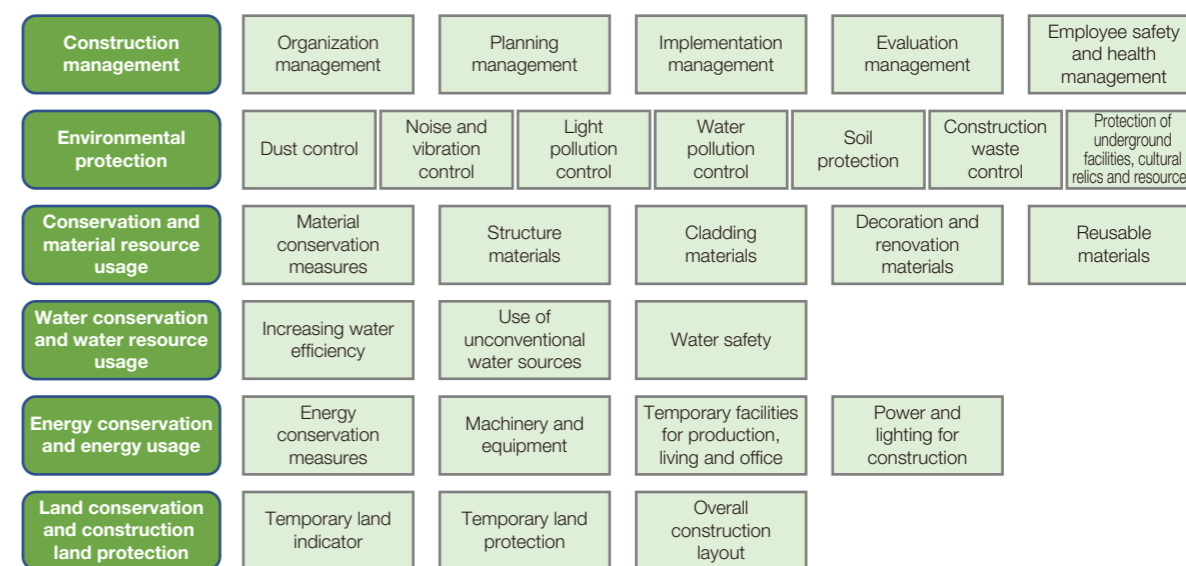 Construction
management
Organization
management
Planning
management
Implementation
management
Evaluation
management
Employee safety
and health
management
Environmental
protection
Dust control
Noise and
vibration
control
Light
pollution
control
Water
pollution
control
Soil
protection
Construction
waste
control
Protection of
underground
facilities, cultural
relics and resource
Conservation and
material resource
usage
Material
conservation
measures
Structure
materials
Cladding
materials
Decoration and
renovation
materials
Reusable
materials
Water conservation
and water resource
usage
Increasing water
efficiency
Use of
unconventional
water sources
Water safety
Energy conservation
and energy usage
Energy
conservation
measures
Machinery and
equipment
Temporary facilities
for production,
living and office
Power and
lighting for
construction
Land conservation
and construction
land protection
Temporary land
indicator
Temporary land
protection
Overall
construction
layout